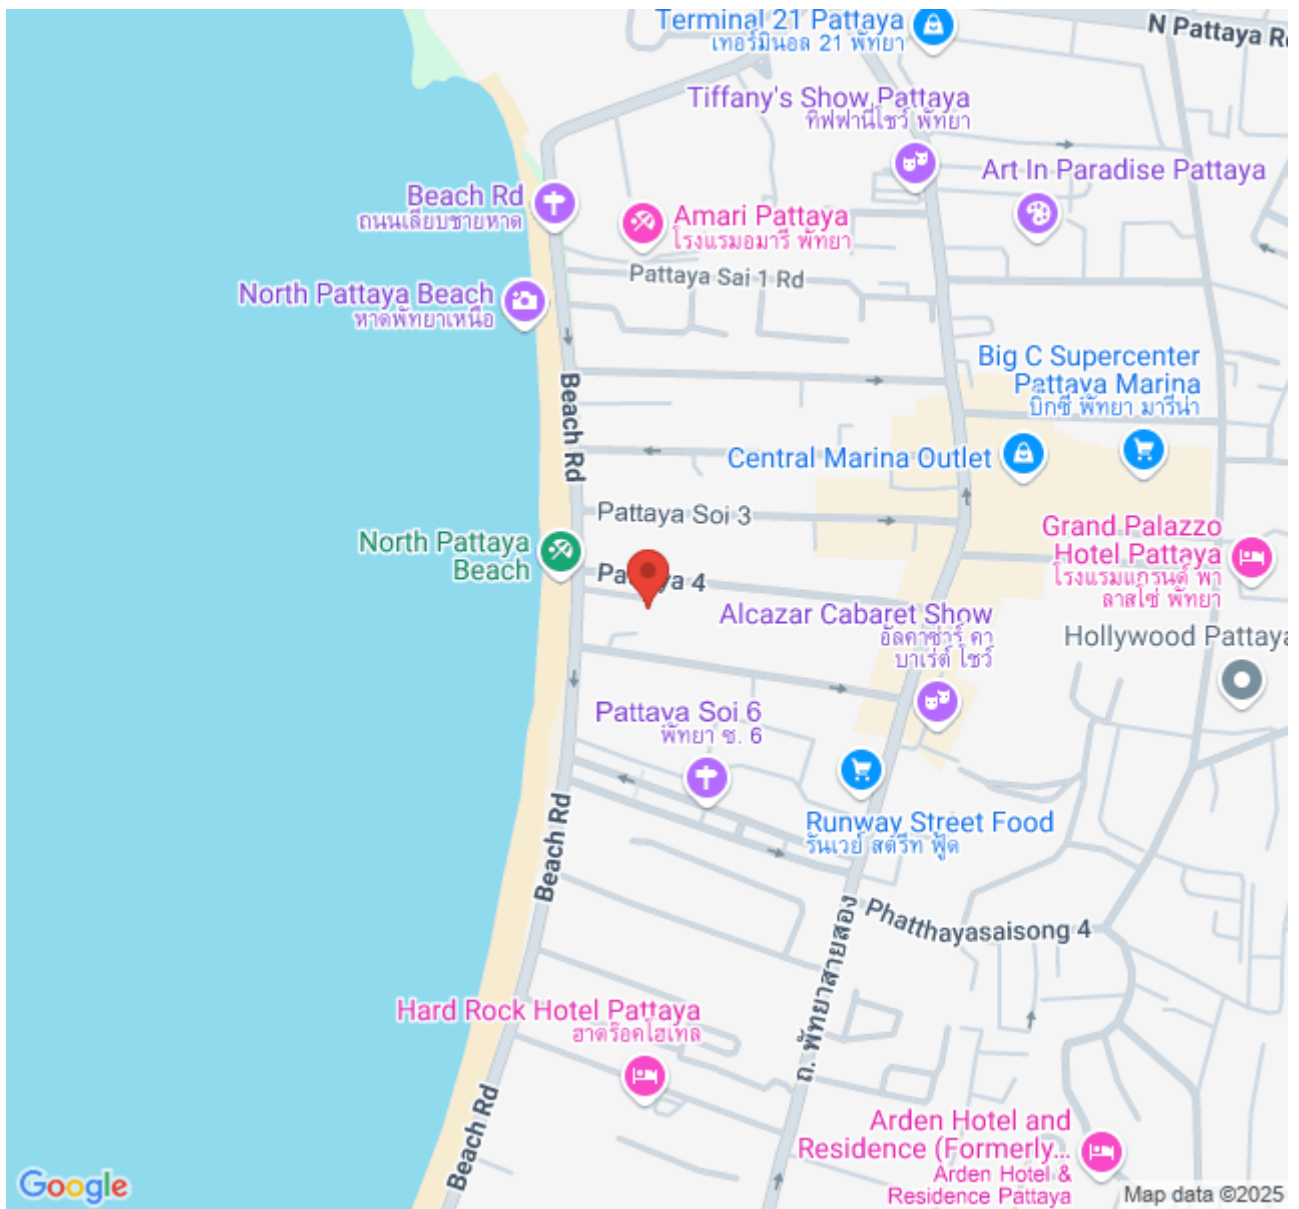 Terminal 21 Pattaya
เทอร์มินอล 21 พัทยา
N Pattaya Rd
Tiffany's Show Pattaya
ทิฟฟานี่โชว์ พัทยา
Art In Paradise Pattaya
Beach Rd
ถนนเลียบชายหาด
Amari Pattaya
โรงแรมอมารี พัทยา
Pattaya Sai 1 Rd
North Pattaya Beach
หาดพัทยาเหนือ
Big C Supercenter
Pattaya Marina
บิ๊กซี พัทยา มารีน่า
Beach Rd
Central Marina Outlet
Pattaya Soi 3
Grand Palazzo
Hotel Pattaya
โรงแรมแกรนด์ พา
ลาสโซ่ พัทยา
North Pattaya
Beach
Alcazar Cabaret Show
อัลคาซ่าร์ คา
บาเร่ต์ โชว์
Hollywood Pattaya
Pattaya Soi 6
พัทยา ซ. 6
Runway Street Food
รันเวย์ สตรีท ฟู้ด
Beach Rd
Phatthayasaisong 4
ถ. พัทยาสายสอง
Hard Rock Hotel Pattaya
ฮาดร็อคโฮเทล
Beach Rd
Arden Hotel and
Residence (Formerly...
Arden Hotel &
Residence Pattaya
Google
Map data ©2025